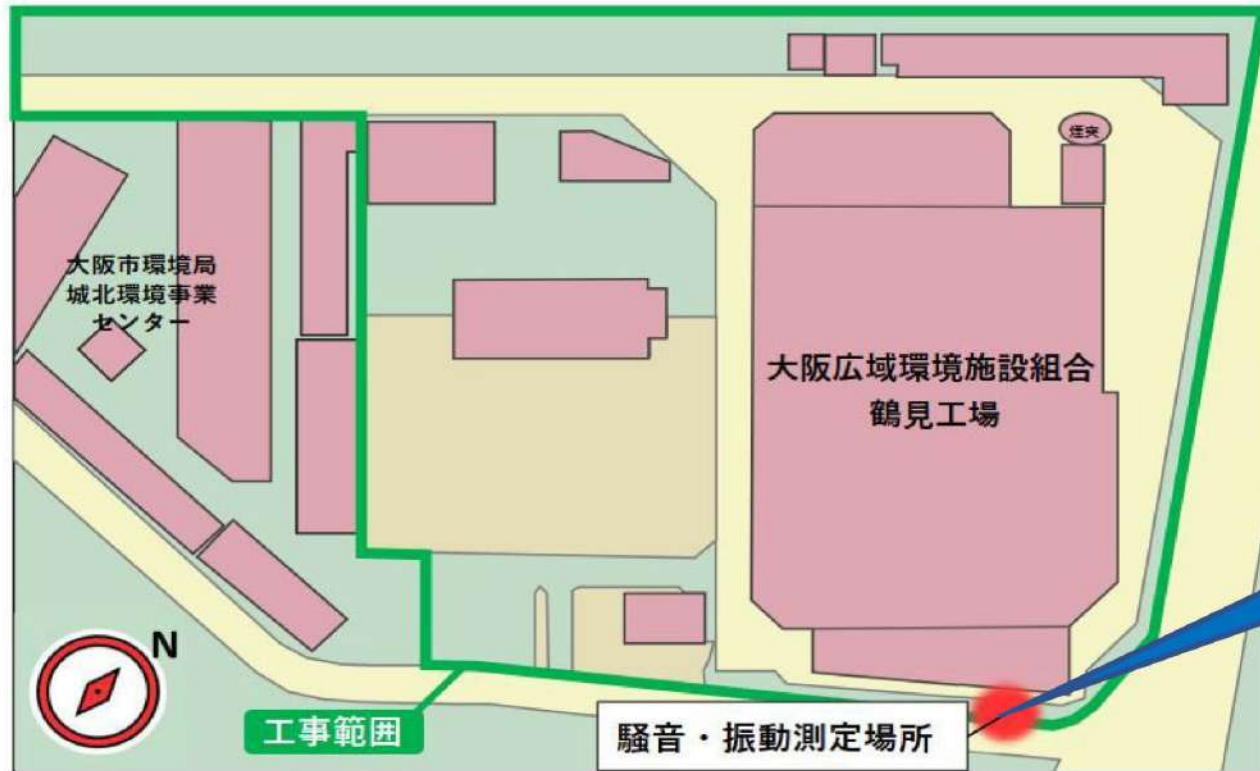 煙突
大阪市環境局
城北環境事業
センター
大阪広域環境施設組合
鶴見工場
N
工事範囲
騒音・振動測定場所